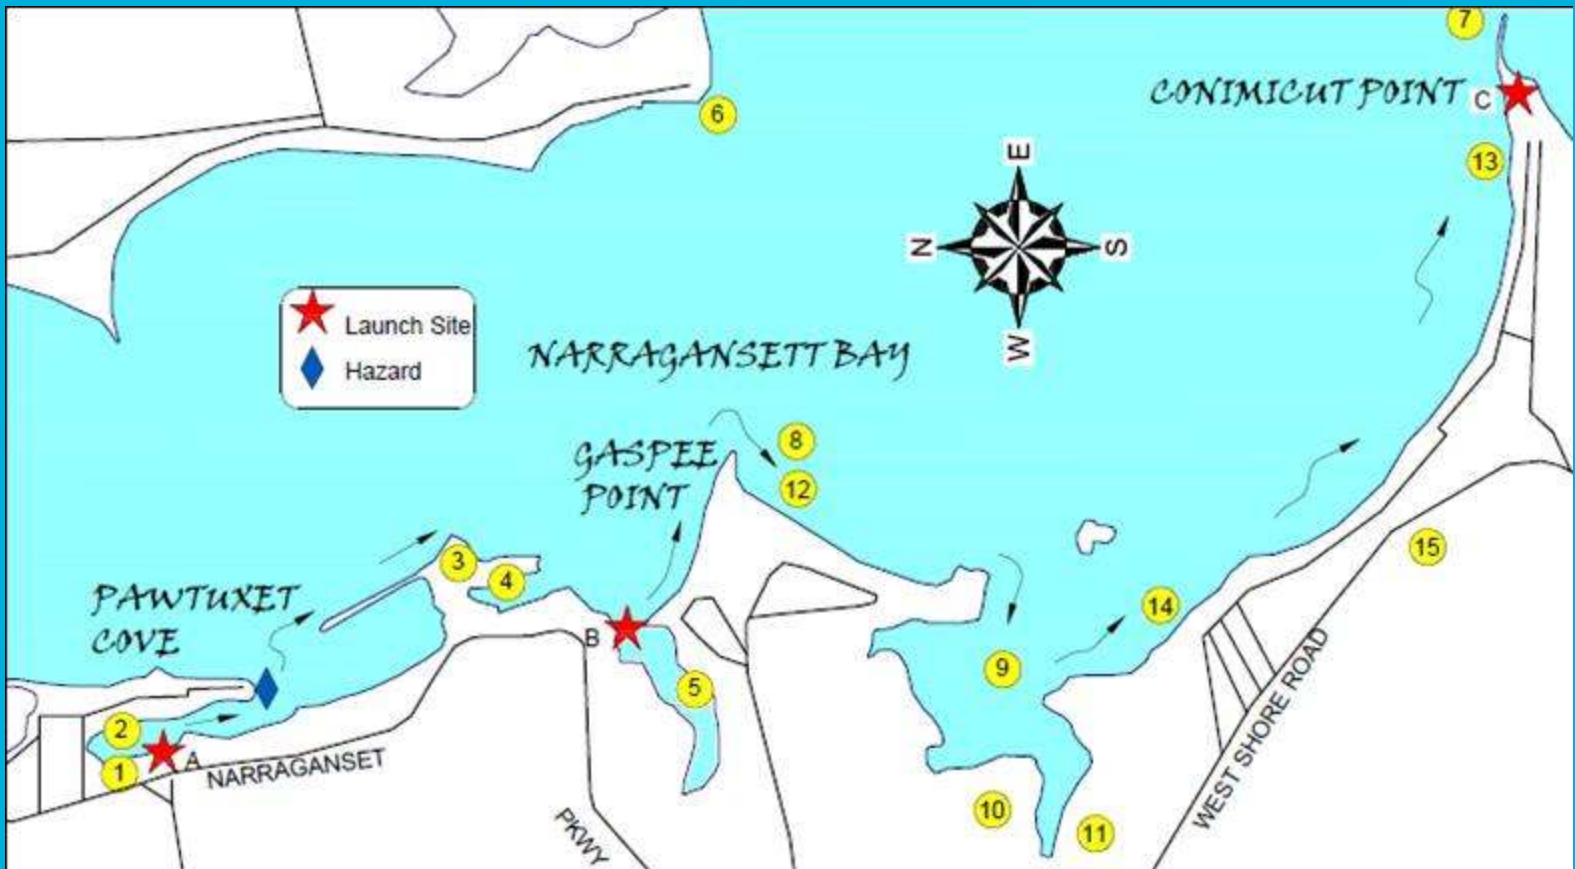 7
CONIMICUT POINT
C
6
13
E
N
S
W
Launch Site
Hazard
NARRAGANSETT BAY
GASPEE
POINT
8
12
3
4
15
PAWTUXET
COVE
B
14
9
5
2
1
A
NARRAGANSET
PKWY
WEST SHORE ROAD
10
11